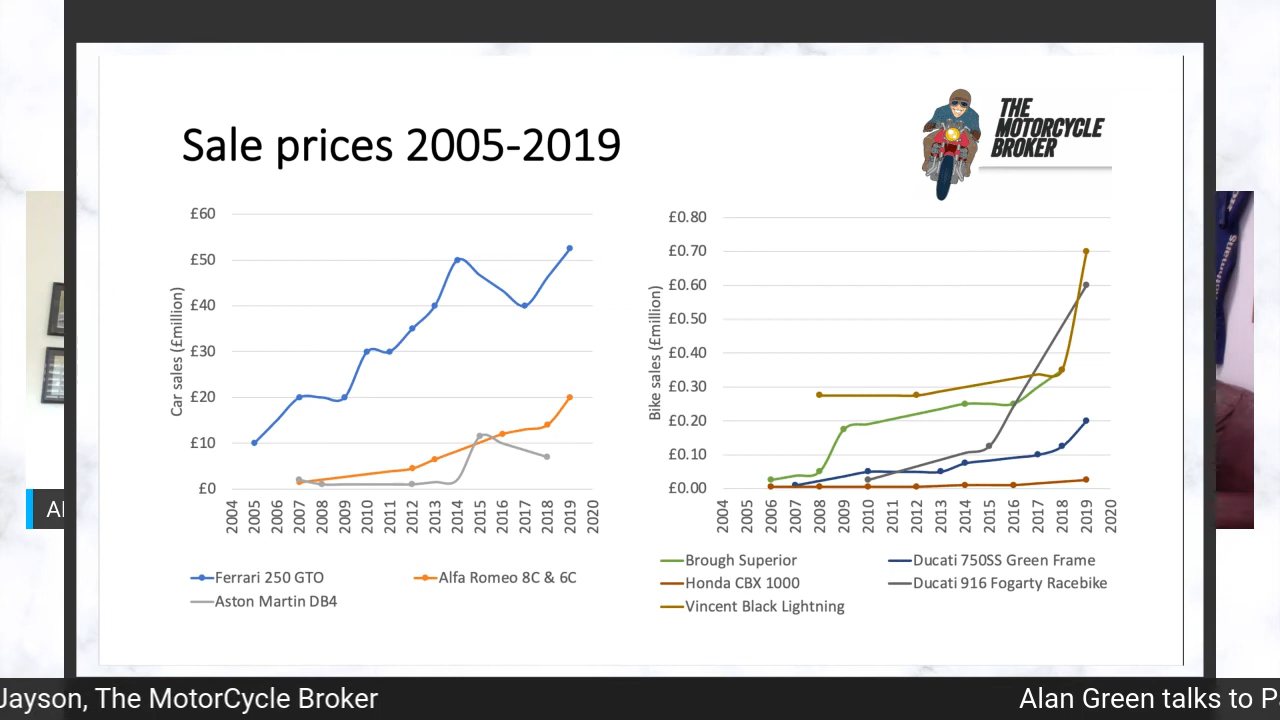 THE
MOTORCYCLE
BROKER
Sale prices 2005-2019
£60
£50
£40
£30
£20
£10
£0
Car sales (£million)
2004 2005 2006 2007 2008 2009 2010 2011 2012 2013 2014 2015 2016 2017 2018 2019 2020
Ferrari 250 GTO
Alfa Romeo 8C & 6C
Aston Martin DB4
£0.80
£0.70
£0.60
£0.50
£0.40
£0.30
£0.20
£0.10
£0.00
Bike sales (£million)
2004 2005 2006 2007 2008 2009 2010 2011 2012 2013 2014 2015 2016 2017 2018 2019 2020
Brough Superior
Ducati 750SS Green Frame
Honda CBX 1000
Ducati 916 Fogarty Racebike
Vincent Black Lightning
Al
Jayson, The MotorCycle Broker
Alan Green talks to P